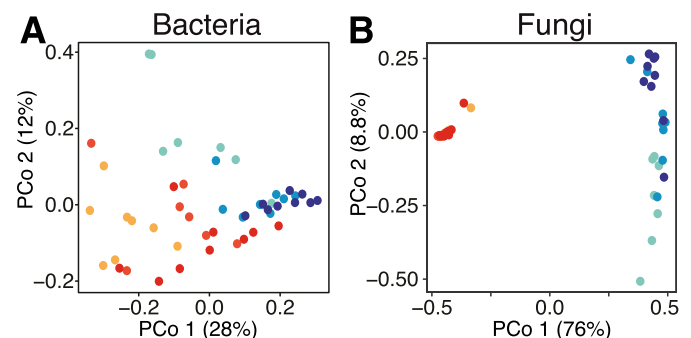 A Bacteria
PCo 2 (12%)
0.4
0.2
0.0
−0.2
−0.2 0.0 0.2
PCo 1 (28%)
B Fungi
PCo 2 (8.8%)
0.25
0.00
−0.25
−0.50
−0.5 0.0 0.5
PCo 1 (76%)